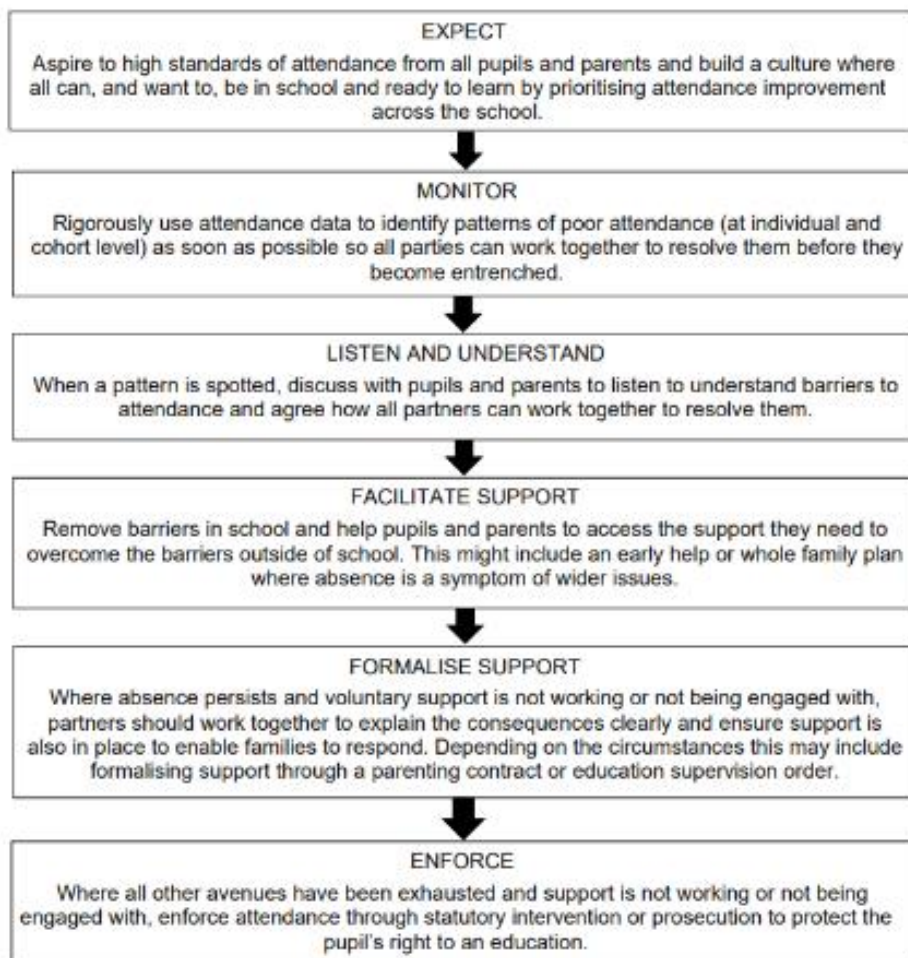 EXPECT
Aspire to high standards of attendance from all pupils and parents and build a culture where
all can, and want to, be in school and ready to learn by prioritising attendance improvement
across the school.
MONITOR
Rigorously use attendance data to identify patterns of poor attendance (at individual and
cohort level) as soon as possible so all parties can work together to resolve them before they
become entrenched.
LISTEN AND UNDERSTAND
When a pattern is spotted, discuss with pupils and parents to listen to understand barriers to
attendance and agree how all partners can work together to resolve them.
FACILITATE SUPPORT
Remove barriers in school and help pupils and parents to access the support they need to
overcome the barriers outside of school. This might include an early help or whole family plan
where absence is a symptom of wider issues.
FORMALISE SUPPORT
Where absence persists and voluntary support is not working or not being engaged with,
partners should work together to explain the consequences clearly and ensure support is
also in place to enable families to respond. Depending on the circumstances this may include
formalising support through a parenting contract or education supervision order.
ENFORCE
Where all other avenues have been exhausted and support is not working or not being
engaged with, enforce attendance through statutory intervention or prosecution to protect the
pupil's right to an education.